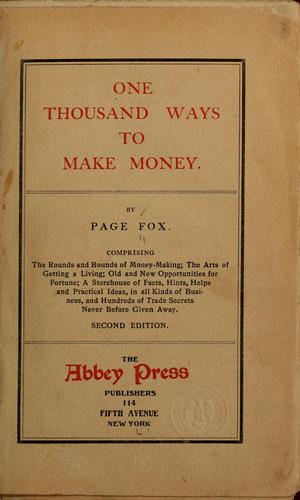 ONE
THOUSAND WAYS
TO
MAKE MONEY.
BY
PAGE FOX.
COMPRISING
The Rounds and Bounds of Money-Making; The Arts of
Getting a Living; Old and New Opportunities for
Fortune; A Storehouse of Facts, Hints, Helps
and Practical Ideas, in all Kinds of Busi-
ness, and Hundreds of Trade Secrets
Never Before Given Away.
SECOND EDITION.
THE
Abbey Press
PUBLISHERS
114
FIFTH AVENUE
NEW YORK